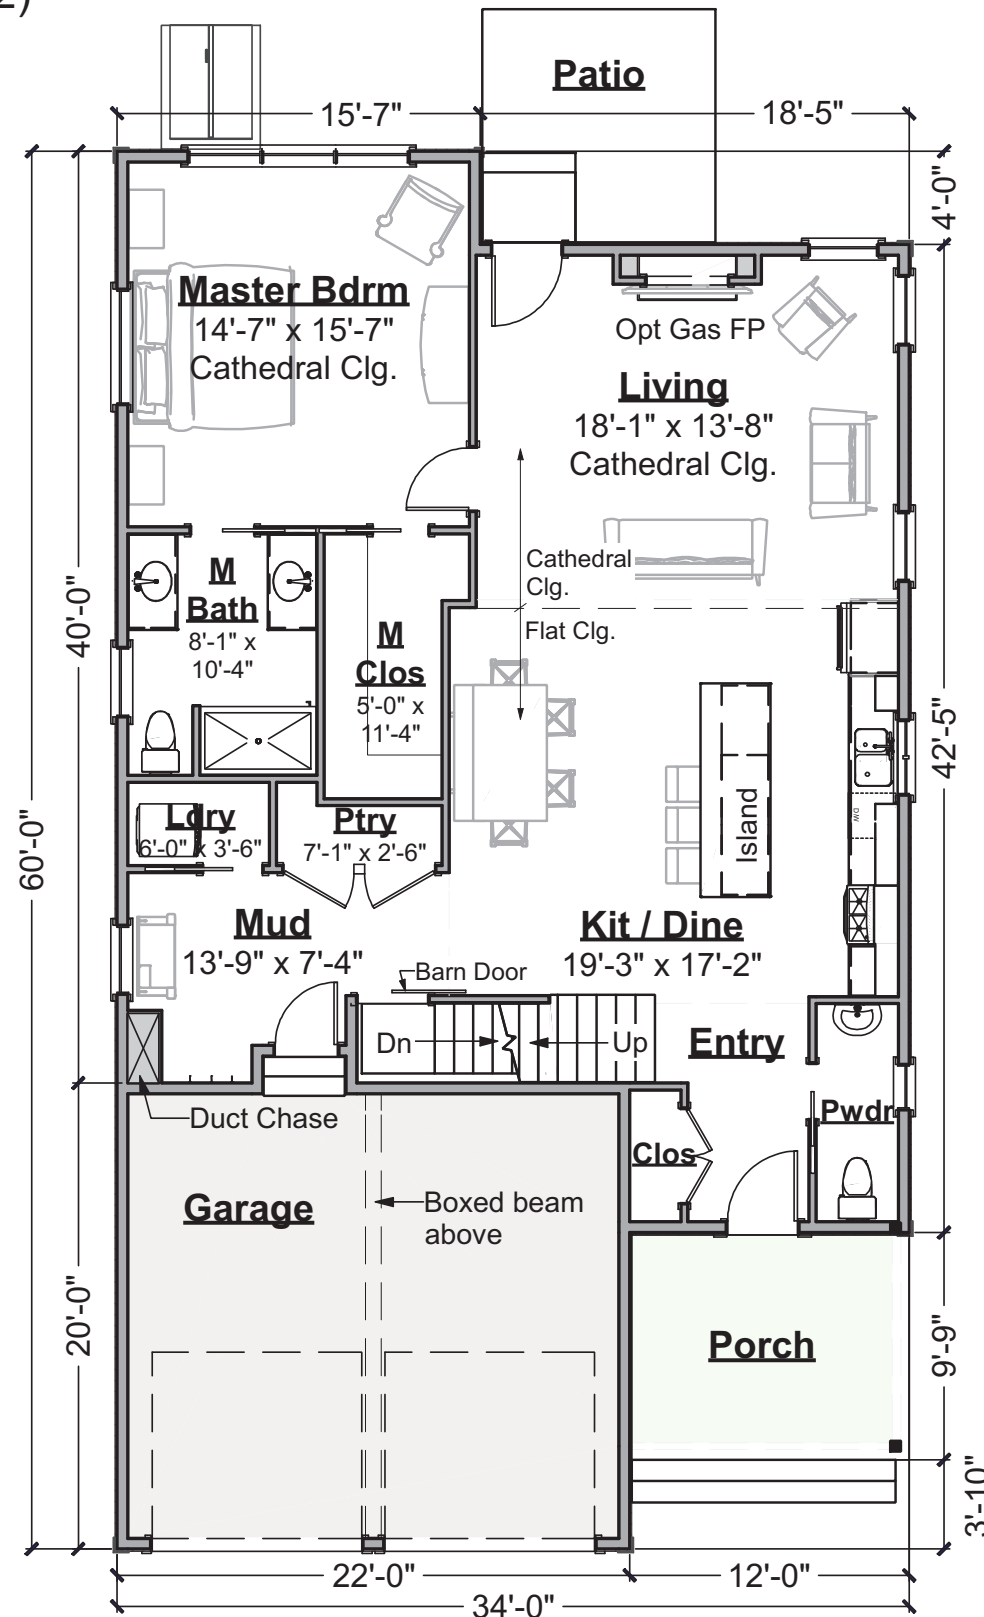 2)
Patio
15'-7"
18'-5"
4'-0"
Master Bdrm
14'-7" x 15'-7"
Cathedral Clg.
Opt Gas FP
Living
18'-1" x 13'-8"
Cathedral Clg.
Cathedral
Clg.
Flat Clg.
M
Bath
8'-1" x
10'-4"
M
Clos
5'-0" x
11'-4"
40'-0"
60'-0"
42'-5"
Island
D/W
Ldry
6'-0" x 3'-6"
Ptry
7'-1" x 2'-6"
Mud
13'-9" x 7'-4"
Kit / Dine
19'-3" x 17'-2"
Barn Door
Dn
Up
Entry
Duct Chase
Pwdr
Clos
Garage
Boxed beam
above
20'-0"
Porch
9'-9"
3'-10"
22'-0"
12'-0"
34'-0"